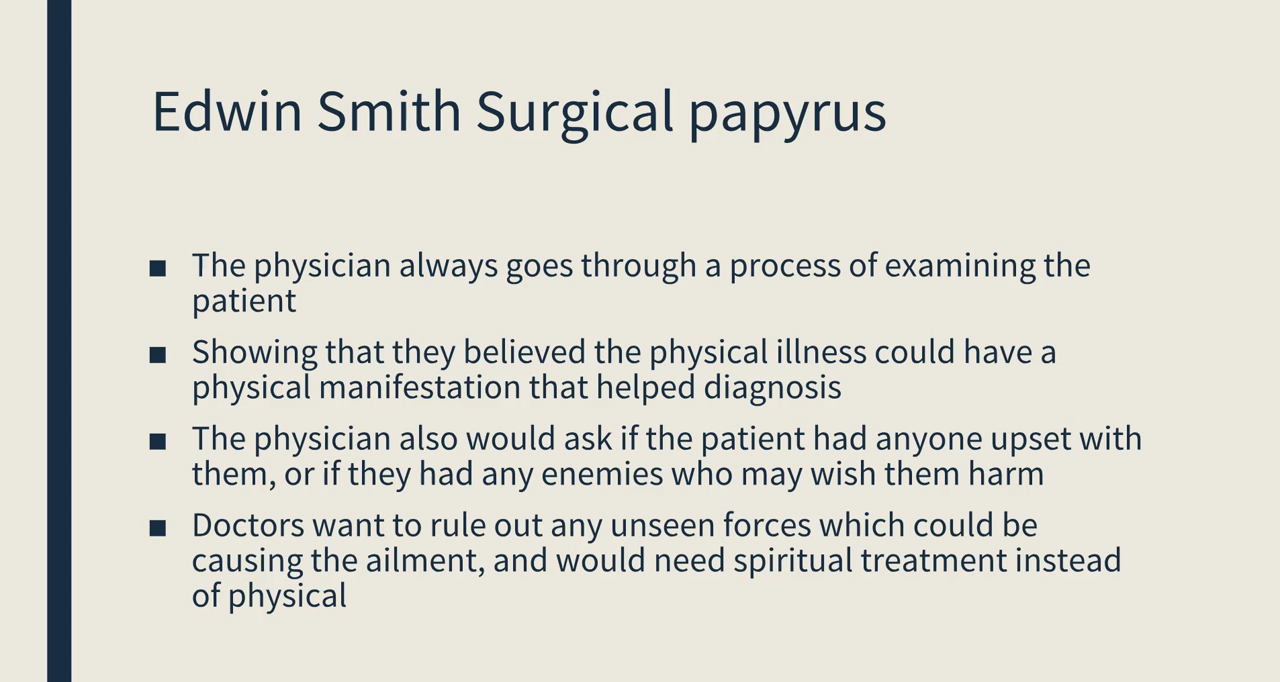 Edwin Smith Surgical papyrus
■ The physician always goes through a process of examining the
patient
■ Showing that they believed the physical illness could have a
physical manifestation that helped diagnosis
■ The physician also would ask if the patient had anyone upset with
them, or if they had any enemies who may wish them harm
■ Doctors want to rule out any unseen forces which could be
causing the ailment, and would need spiritual treatment instead
of physical